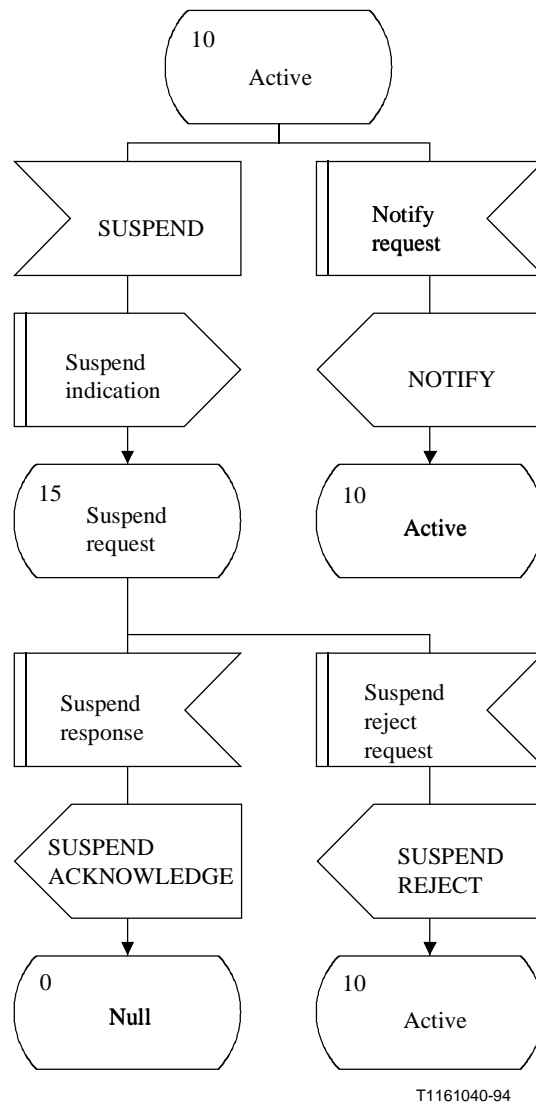 10
Active
SUSPEND
Notify
request
Suspend
indication
NOTIFY
15
Suspend
request
10
Active
Suspend
response
Suspend
reject
request
SUSPEND
ACKNOWLEDGE
SUSPEND
REJECT
0
Null
10
Active
T1161040-94